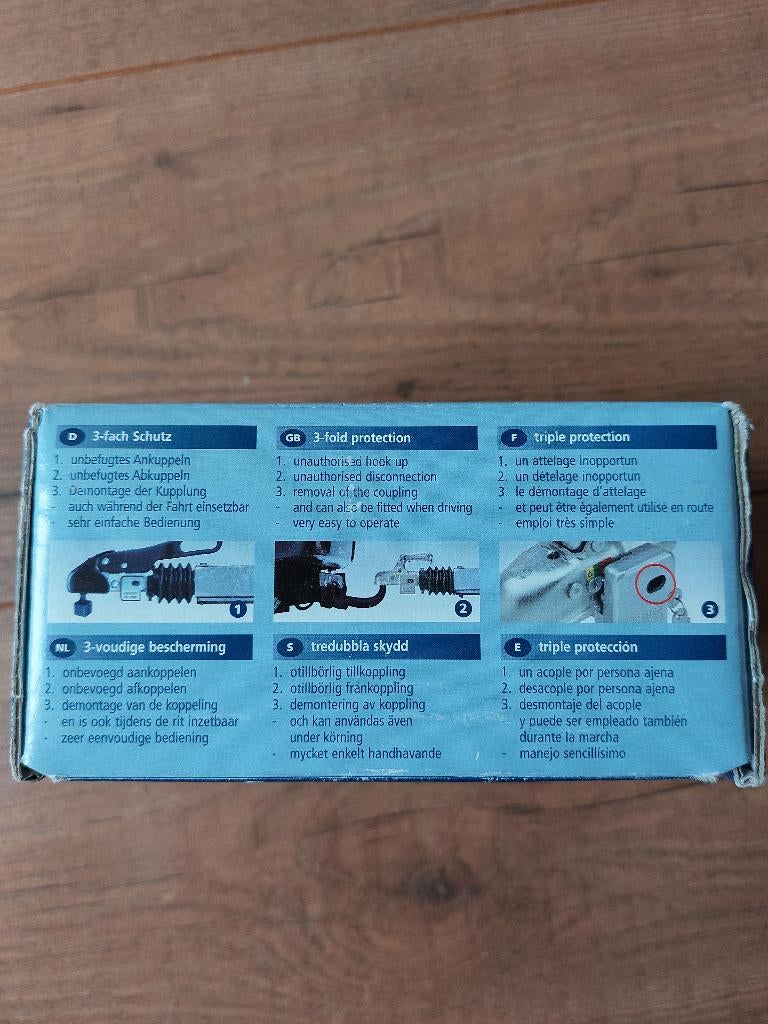 D 3-fach Schutz
1. unbefugtes Ankuppeln
2. unbefugtes Abkuppeln
3. Demontage der Kupplung
- auch während der Fahrt einsetzbar
- sehr einfache Bedienung
GB 3-fold protection
1. unauthorised hook up
2. unauthorised disconnection
3. removal of the coupling
- and can also be fitted when driving
- very easy to operate
F triple protection
1. un attelage inopportun
2. un dételage inopportun
3 le démontage d'attelage
- et peut être également utilisé en route
- emploi très simple
1
2
3
NL 3-voudige bescherming
1. onbevoegd aankoppelen
2. onbevoegd afkoppelen
3. demontage van de koppeling
- en is ook tijdens de rit inzetbaar
- zeer eenvoudige bediening
S tredubbla skydd
1. otillbörlig tillkoppling
2. otillbörlig frånkoppling
3. demontering av koppling
- och kan användas även
under körning
- mycket enkelt handhavande
E triple protección
1. un acople por persona ajena
2. desacople por persona ajena
3. desmontaje del acople
- y puede ser empleado también
durante la marcha
- manejo sencillísimo